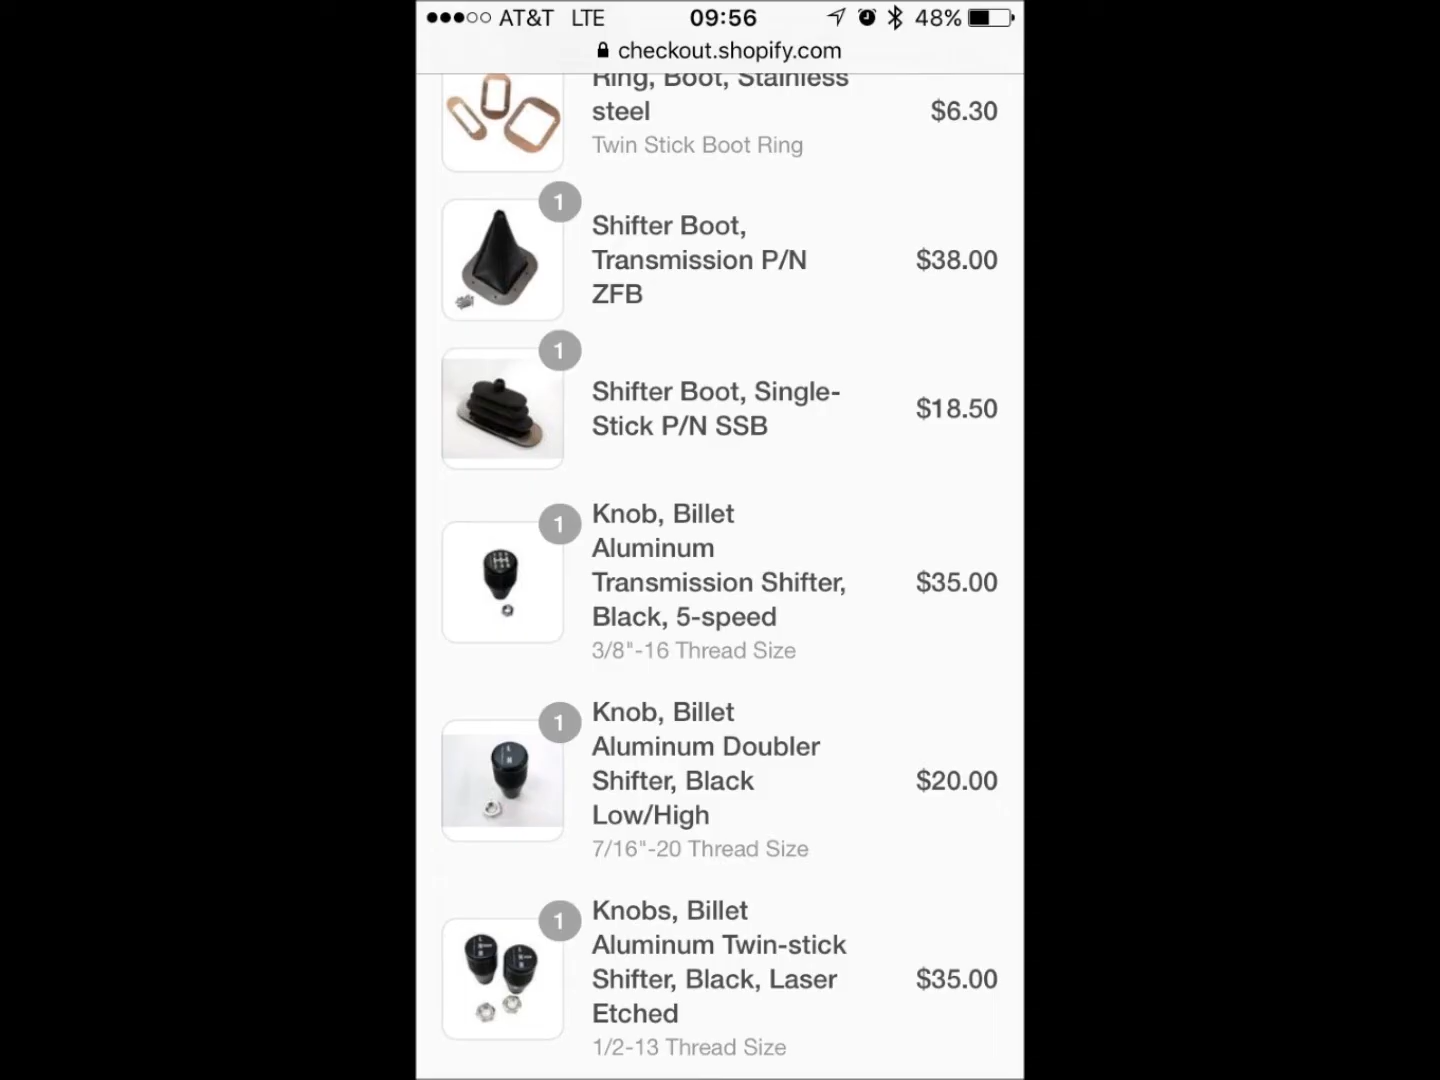 AT&T LTE 09:56 48%
checkout.shopify.com
Ring, Boot, Stainless
steel
$6.30
Twin Stick Boot Ring
1
Shifter Boot,
Transmission P/N
ZFB
$38.00
1
Shifter Boot, Single-
Stick P/N SSB
$18.50
1
Knob, Billet
Aluminum
Transmission Shifter,
Black, 5-speed
$35.00
3/8"-16 Thread Size
1
Knob, Billet
Aluminum Doubler
Shifter, Black
Low/High
$20.00
7/16"-20 Thread Size
1
Knobs, Billet
Aluminum Twin-stick
Shifter, Black, Laser
Etched
$35.00
1/2-13 Thread Size